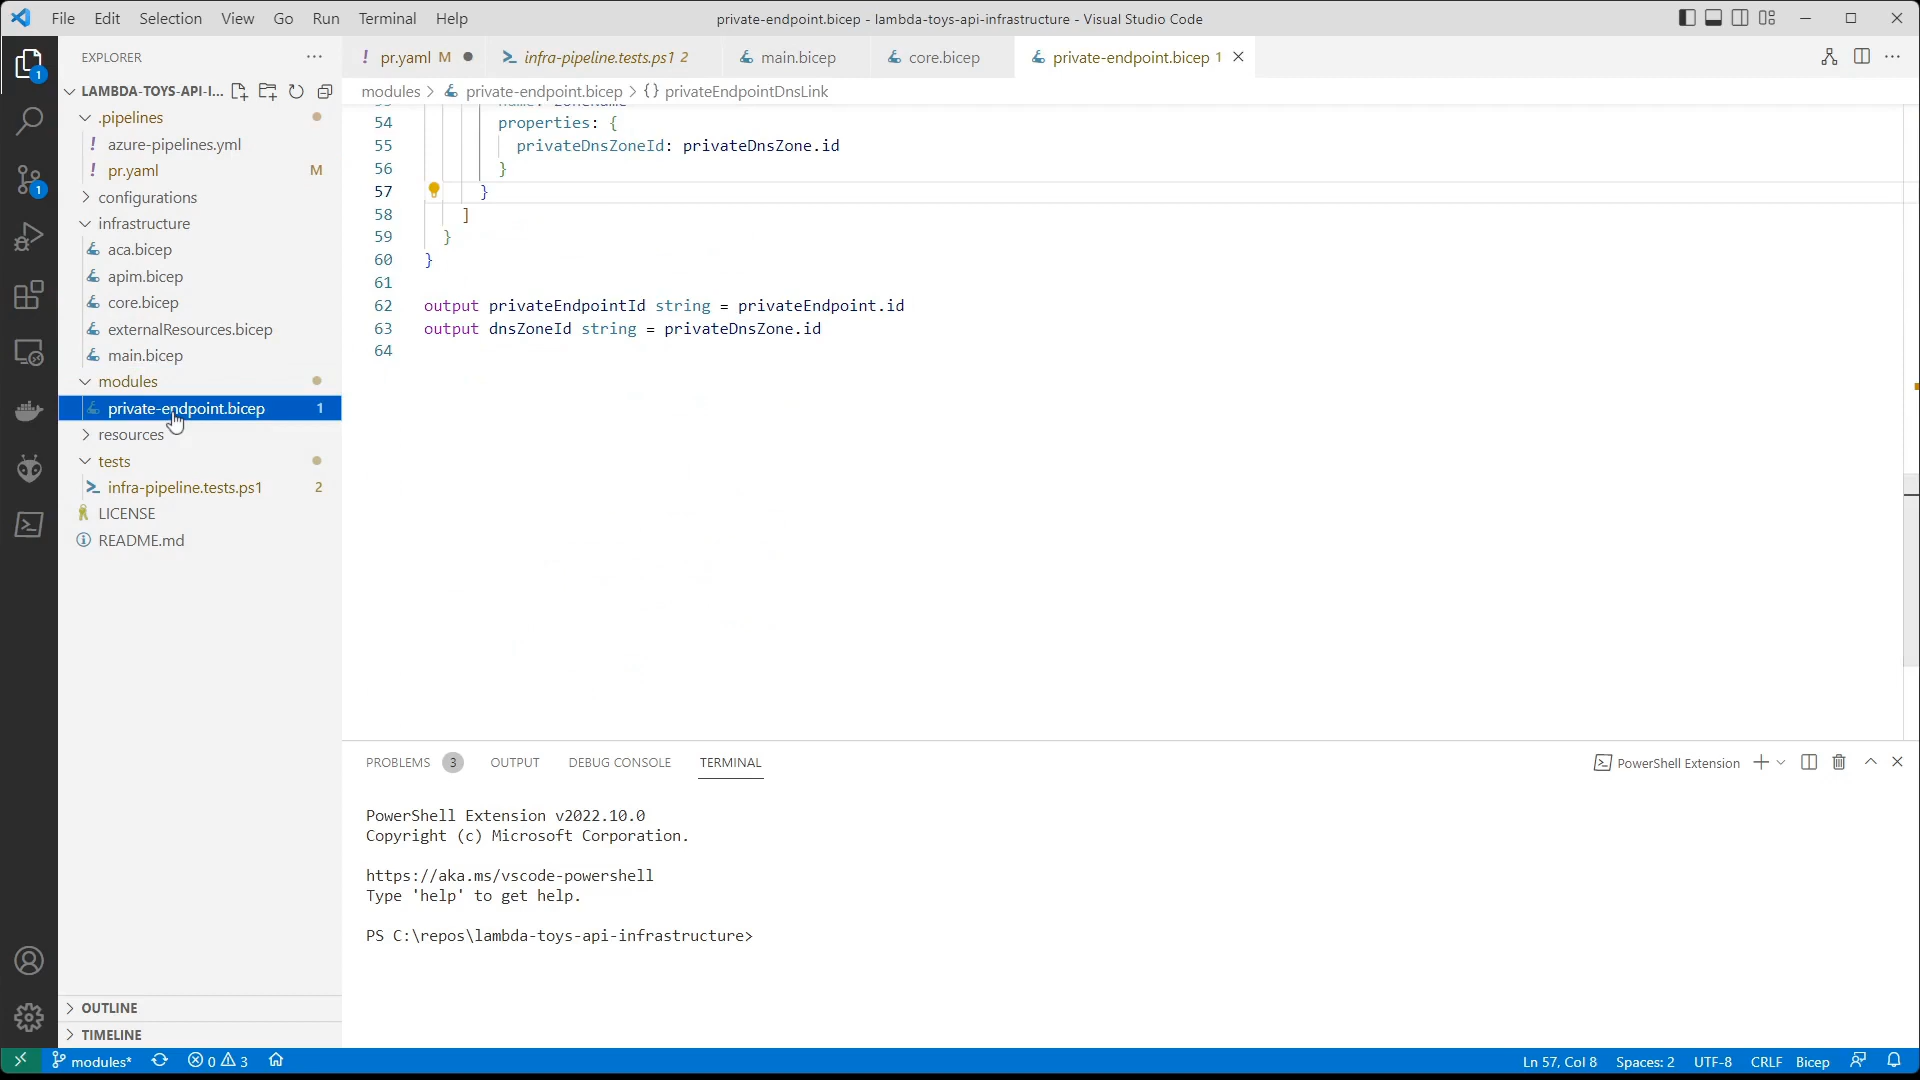 File Edit Selection View Go Run Terminal Help
private-endpoint.bicep - lambda-toys-api-infrastructure - Visual Studio Code
EXPLORER
LAMBDA-TOYS-API-I...
.pipelines
azure-pipelines.yml
pr.yaml M
configurations
infrastructure
aca.bicep
apim.bicep
core.bicep
externalResources.bicep
main.bicep
modules
private-endpoint.bicep 1
resources
tests
infra-pipeline.tests.ps1 2
LICENSE
README.md
OUTLINE
TIMELINE
pr.yaml M
infra-pipeline.tests.ps1 2
main.bicep
core.bicep
private-endpoint.bicep 1
modules > private-endpoint.bicep > {} privateEndpointDnsLink
54 properties: {
55 privateDnsZoneId: privateDnsZone.id
56 }
57 }
58 ]
59 }
60 }
61
62 output privateEndpointId string = privateEndpoint.id
63 output dnsZoneId string = privateDnsZone.id
64
PROBLEMS 3 OUTPUT DEBUG CONSOLE TERMINAL
PowerShell Extension
PowerShell Extension v2022.10.0
Copyright (c) Microsoft Corporation.
https://aka.ms/vscode-powershell
Type 'help' to get help.
PS C:\repos\lambda-toys-api-infrastructure>
1
1
modules* 0 3
Ln 57, Col 8 Spaces: 2 UTF-8 CRLF Bicep